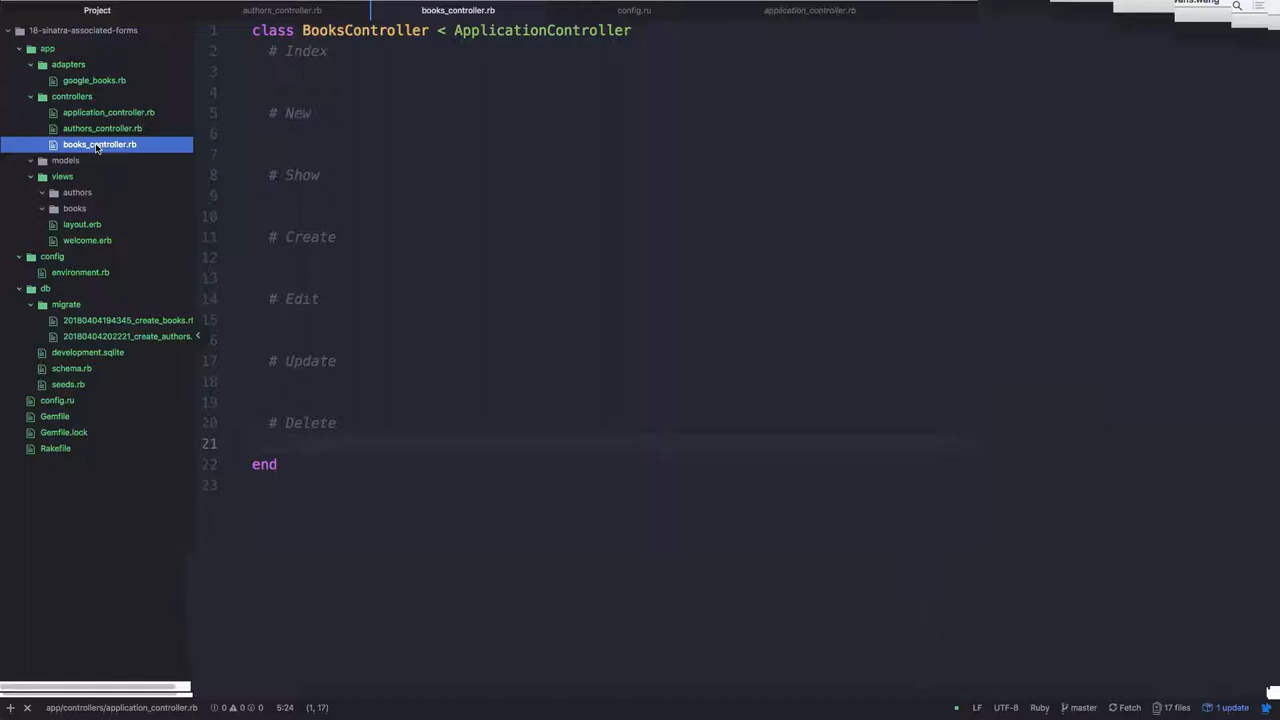 Project
authors_controller.rb
books_controller.rb
config.ru
application_controller.rb
18-sinatra-associated-forms
app
adapters
google_books.rb
controllers
application_controller.rb
authors_controller.rb
books_controller.rb
models
views
authors
books
layout.erb
welcome.erb
config
environment.rb
db
migrate
20180404194345_create_books.r
20180404202221_create_authors.
development.sqlite
schema.rb
seeds.rb
config.ru
Gemfile
Gemfile.lock
Rakefile
1 class BooksController < ApplicationController
2 # Index
3
4
5 # New
6
7
8 # Show
9
10
11 # Create
12
13
14 # Edit
15
6
17 # Update
18
19
20 # Delete
21
22 end
23
app/controllers/application_controller.rb 0 0 0 5:24 (1, 17) LF UTF-8 Ruby master Fetch 17 files 1 update